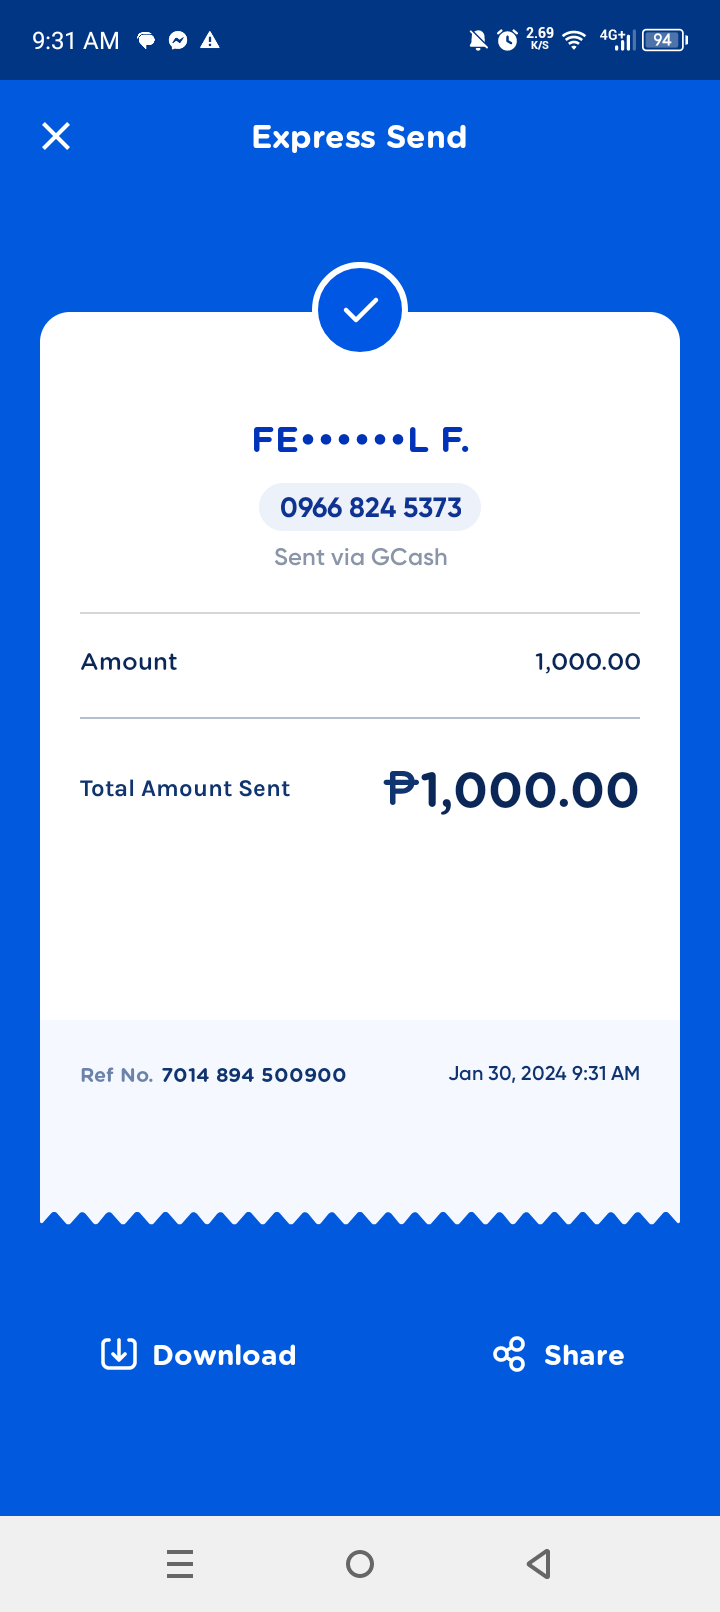 9:31 AM 2.69 K/S 4G+ 94
Express Send
FE••••••L F.
0966 824 5373
Sent via GCash
Amount 1,000.00
Total Amount Sent ₱1,000.00
Ref No. 7014 894 500900 Jan 30, 2024 9:31 AM
Download Share